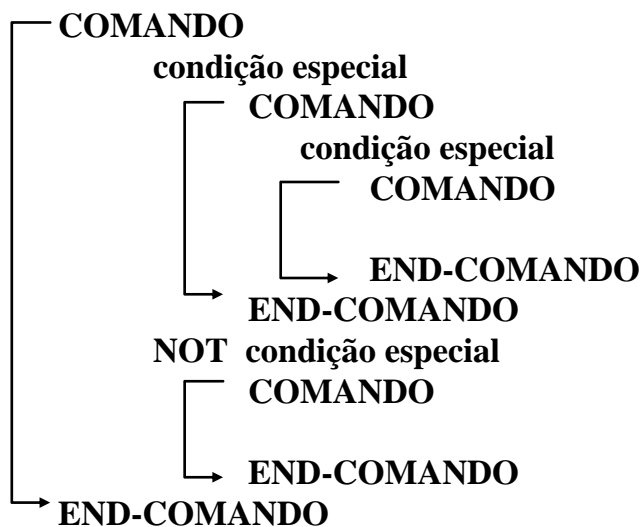 COMANDO
condição especial
COMANDO
condição especial
COMANDO
END-COMANDO
END-COMANDO
NOT condição especial
COMANDO
END-COMANDO
END-COMANDO